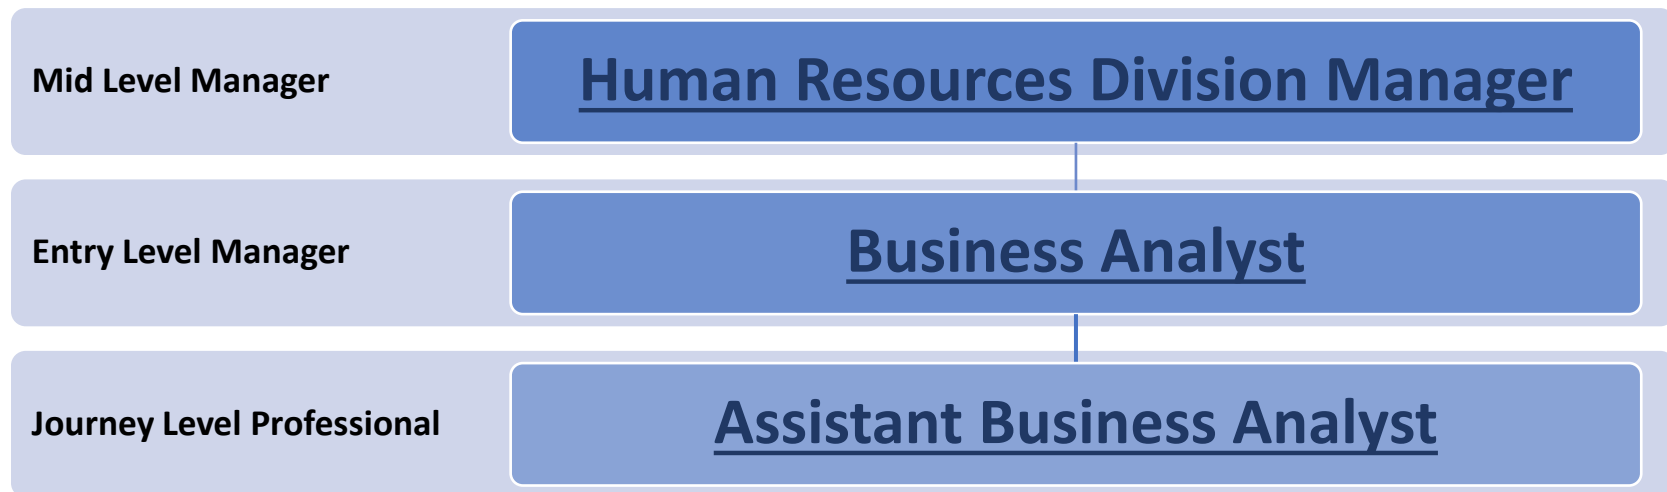 Mid Level Manager
Human Resources Division Manager
Entry Level Manager
Business Analyst
Journey Level Professional
Assistant Business Analyst